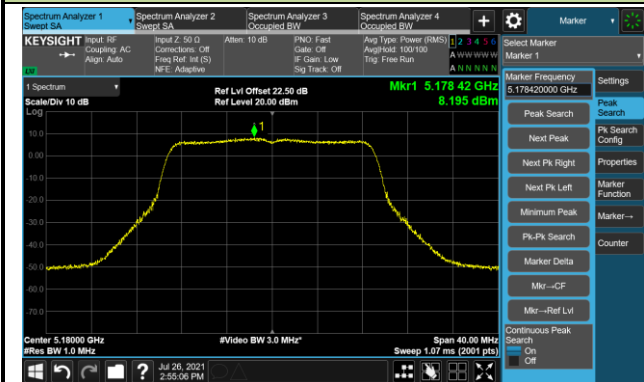 Spectrum Analyzer 1
Swept SA
Spectrum Analyzer 2
Swept SA
Spectrum Analyzer 3
Occupied BW
Spectrum Analyzer 4
Occupied BW
+
Marker
KEYSIGHT
Input: RF
Coupling: AC
Align: Auto
Input Z: 50 Ω
Corrections: Off
Freq Ref: Int (S)
NFE: Adaptive
Atten: 10 dB
PNO: Fast
Gate: Off
IF Gain: Low
Sig Track: Off
Avg Type: Power (RMS)
Avg|Hold: 100/100
Trig: Free Run
1 2 3 4 5 6
A W W W W W
A N N N N N
Select Marker
Marker 1
1 Spectrum
Scale/Div 10 dB
Log
Ref Lvl Offset 22.50 dB
Ref Level 20.00 dBm
Mkr1 5.178 42 GHz
8.195 dBm
1
10.0
0.00
-10.0
-20.0
-30.0
-40.0
-50.0
-60.0
-70.0
Center 5.18000 GHz
#Res BW 1.0 MHz
#Video BW 3.0 MHz*
Span 40.00 MHz
Sweep 1.07 ms (2001 pts)
Marker Frequency
5.178420000 GHz
Peak Search
Next Peak
Next Pk Right
Next Pk Left
Minimum Peak
Pk-Pk Search
Marker Delta
Mkr→CF
Mkr→Ref Lvl
Continuous Peak
Search
On
Off
Settings
Peak
Search
Pk Search
Config
Properties
Marker
Function
Marker→
Counter
?
Jul 26, 2021
2:55:06 PM